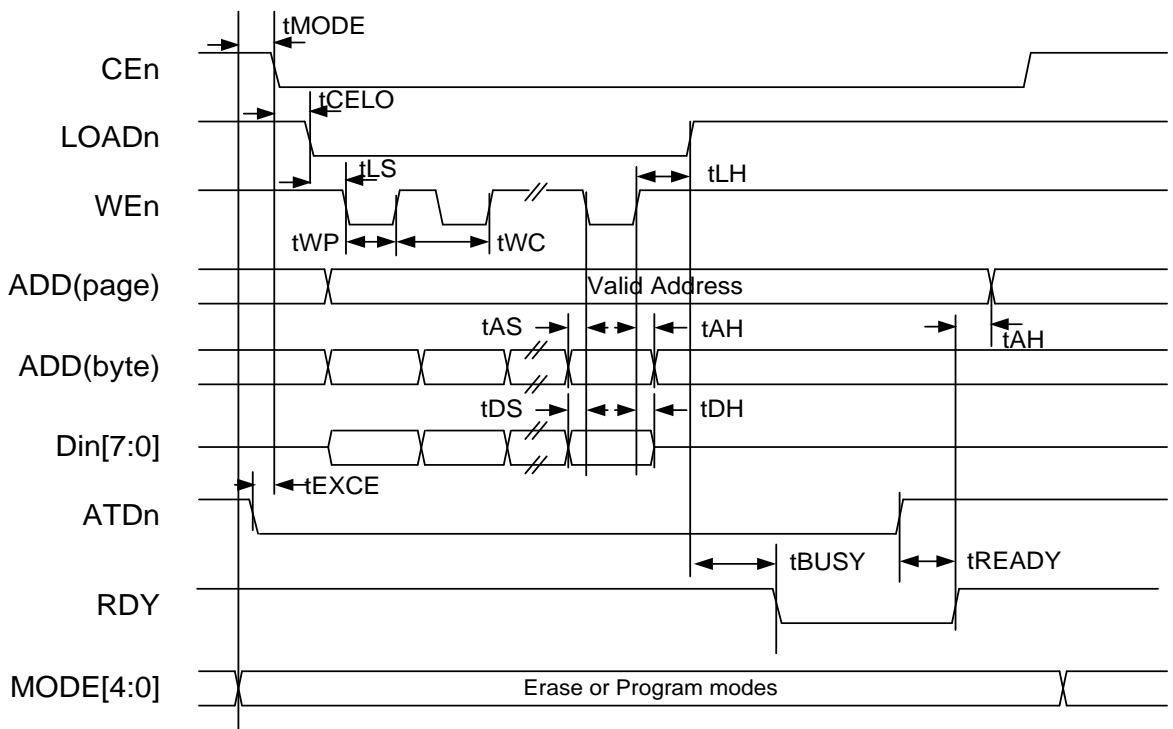 tMODE
CEn
tCELO
LOADn
tLS
tLH
WEn
tWP
tWC
ADD(page)
Valid Address
tAS
tAH
tAH
ADD(byte)
tDS
tDH
Din[7:0]
tEXCE
ATDn
tBUSY
tREADY
RDY
MODE[4:0]
Erase or Program modes